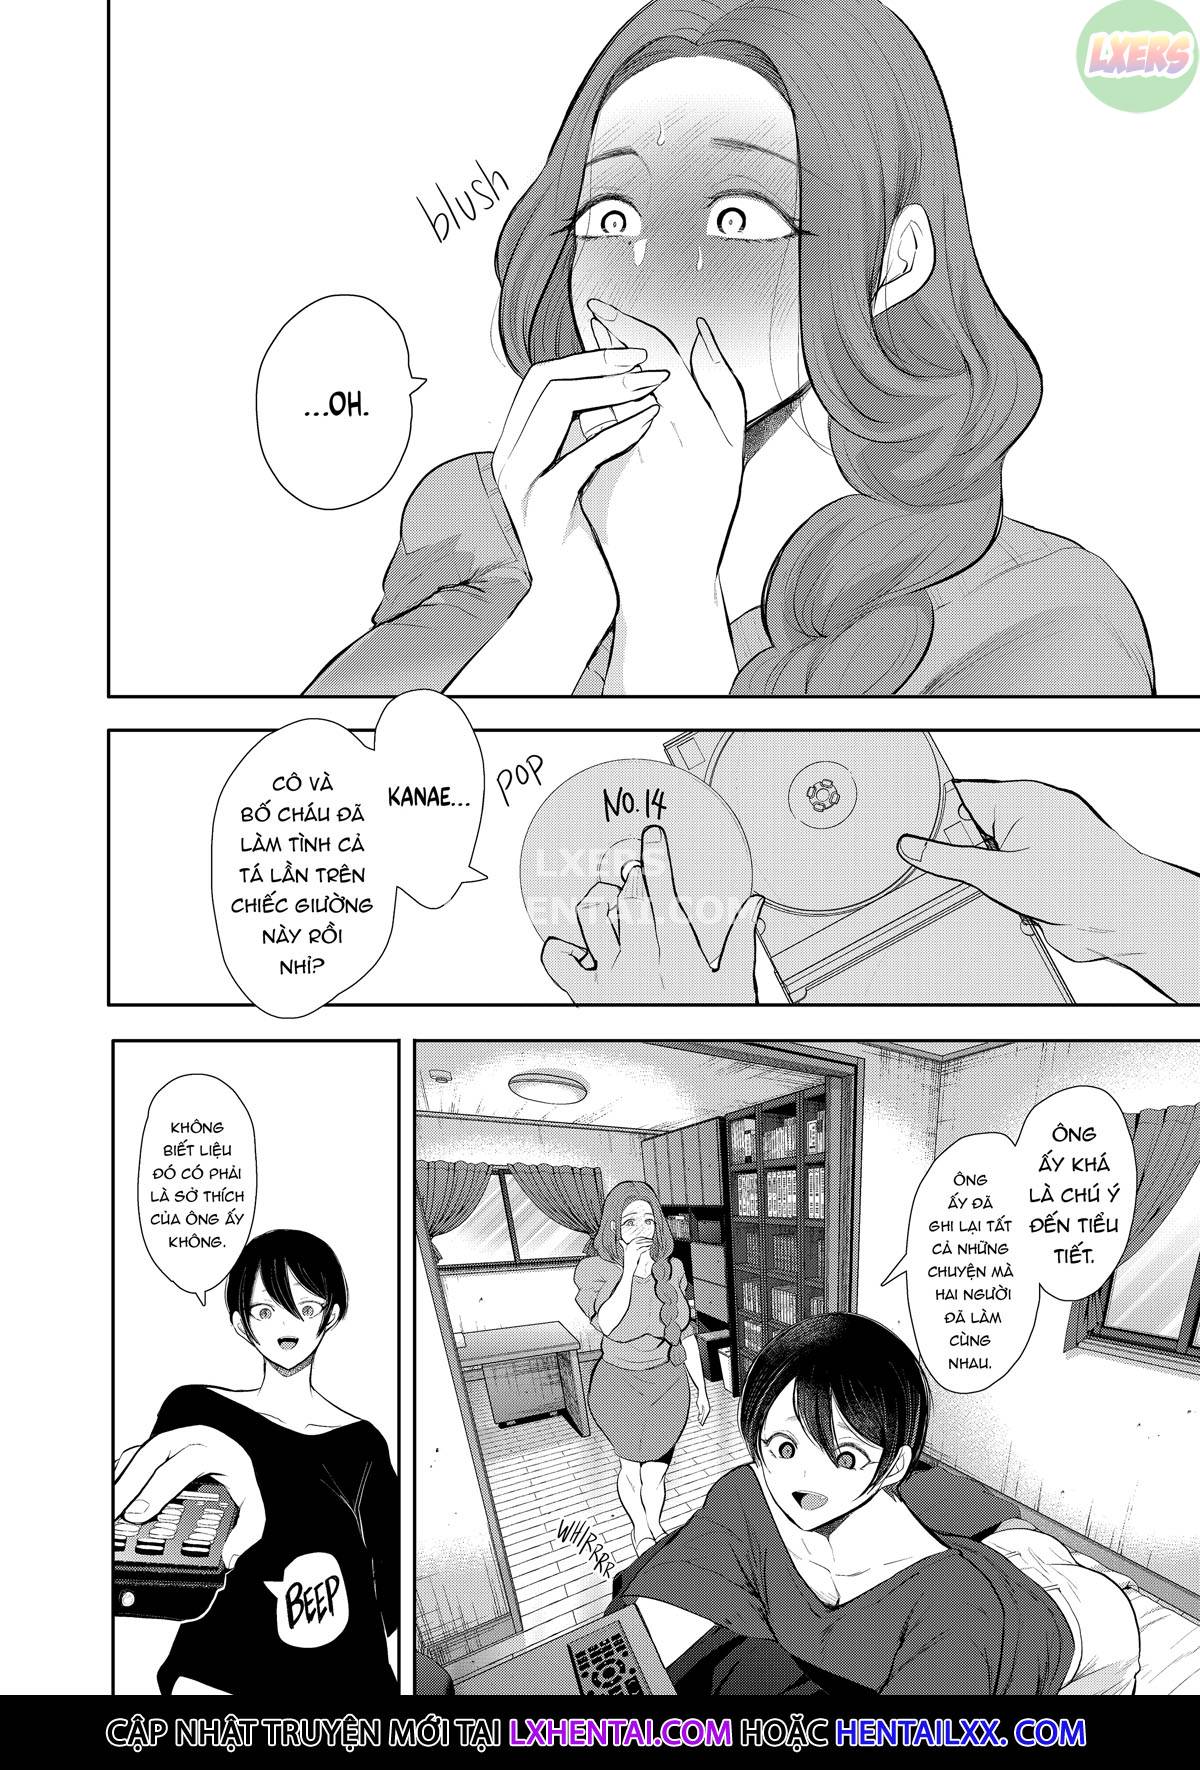 LXERS
blush
...OH.
KANAE...
CÔ VÀ
BỐ CHÁU ĐÃ
LÀM TÌNH CẢ
TÁ LẦN TRÊN
CHIẾC GIƯỜNG
NÀY RỒI
NHỈ?
POP
No.14
LXERS
HENTAI.COM
ÔNG
ẤY KHÁ
LÀ CHÚ Ý
ĐẾN TIỂU
TIẾT.
ÔNG
ẤY ĐÃ
GHI LẠI TẤT
CẢ NHỮNG
CHUYỆN MÀ
HAI NGƯỜI
ĐÃ LÀM
CÙNG
NHAU.
WHIRRRR
KHÔNG
BIẾT LIỆU
ĐÓ CÓ PHẢI
LÀ SỞ THÍCH
CỦA ÔNG ẤY
KHÔNG.
BEEP
CẬP NHẬT TRUYỆN MỚI TẠI LXHENTAI.COM HOẶC HENTAILXX. COM